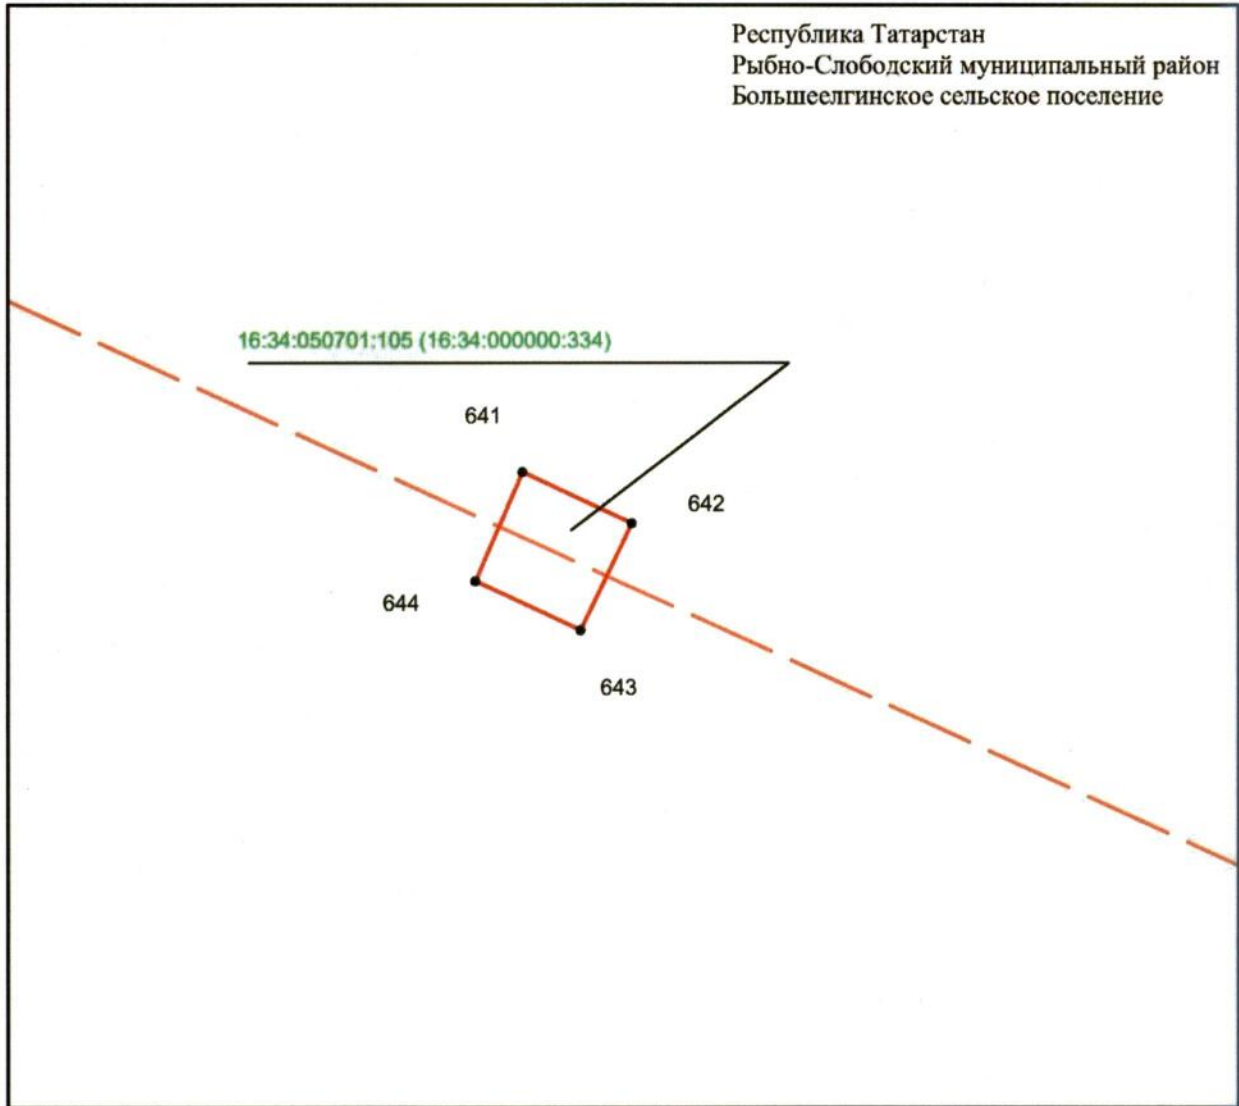 Республика Татарстан
Рыбно-Слободский муниципальный район
Большеелгинское сельское поселение
16:34:050701:105 (16:34:000000:334)
641
642
644
643